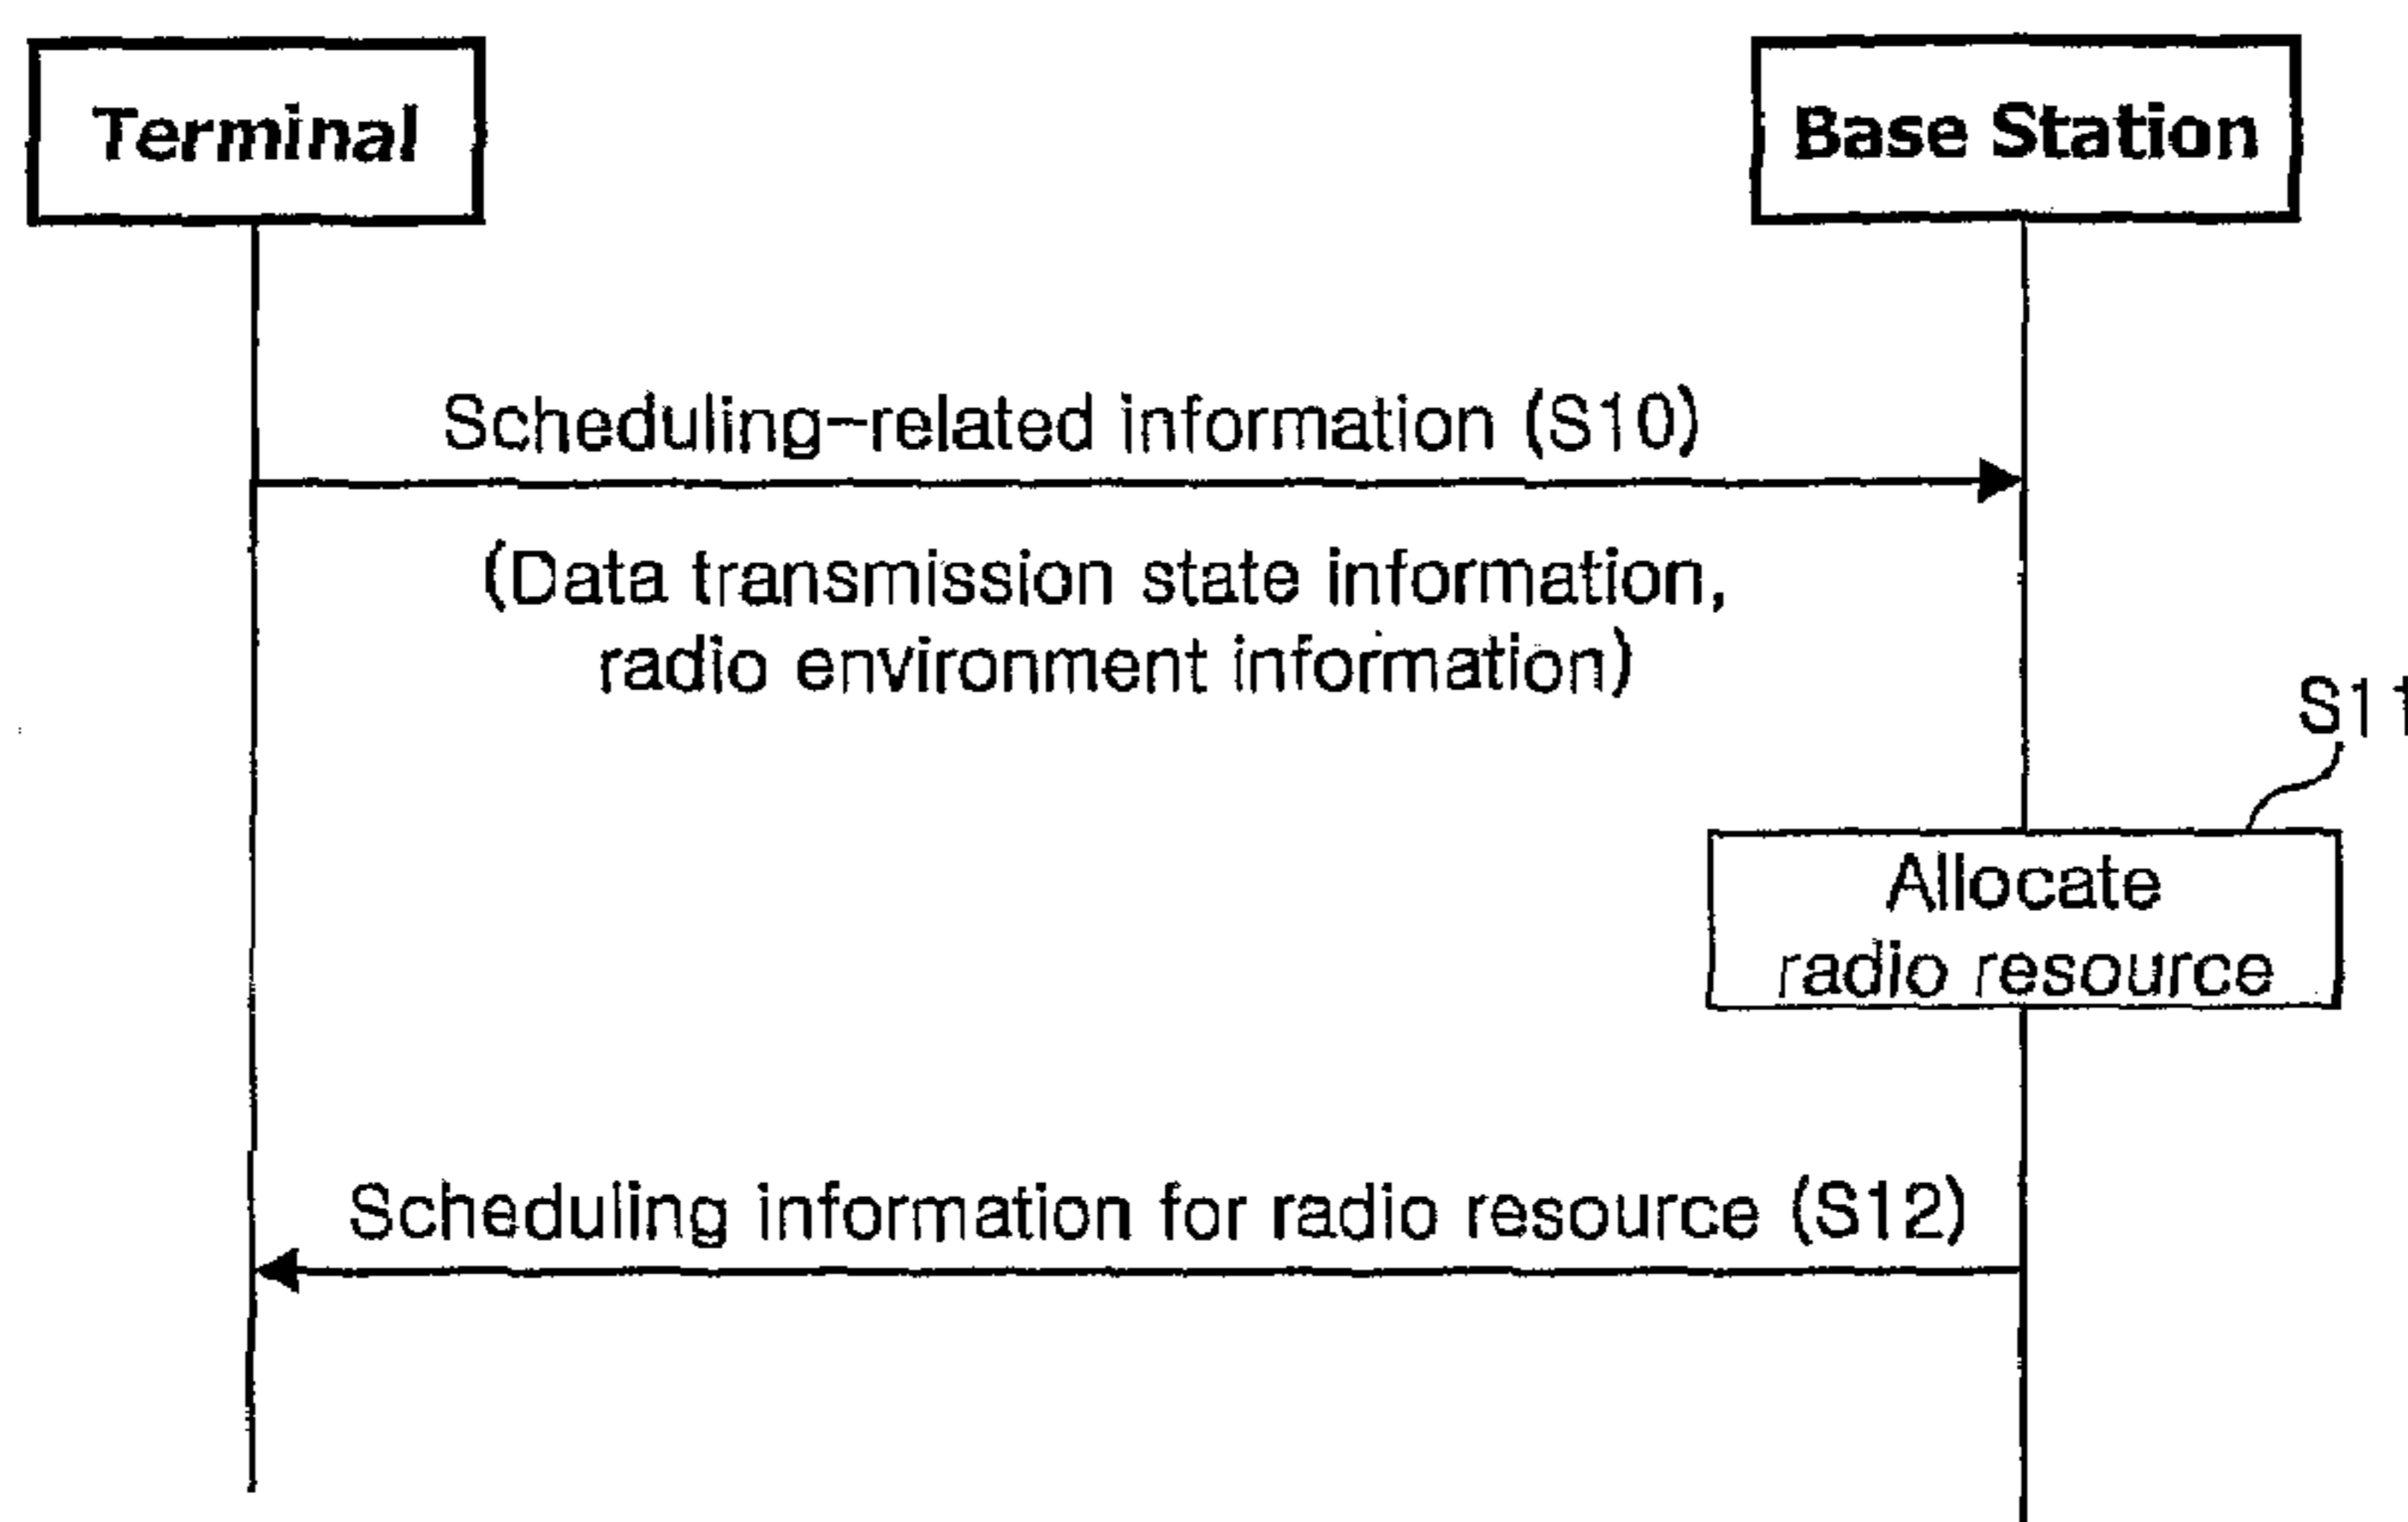 Terminal
Base Station
Scheduling-related information (S10)
(Data transmission state information,
radio environment information)
S11
Allocate
radio resource
Scheduling information for radio resource (S12)